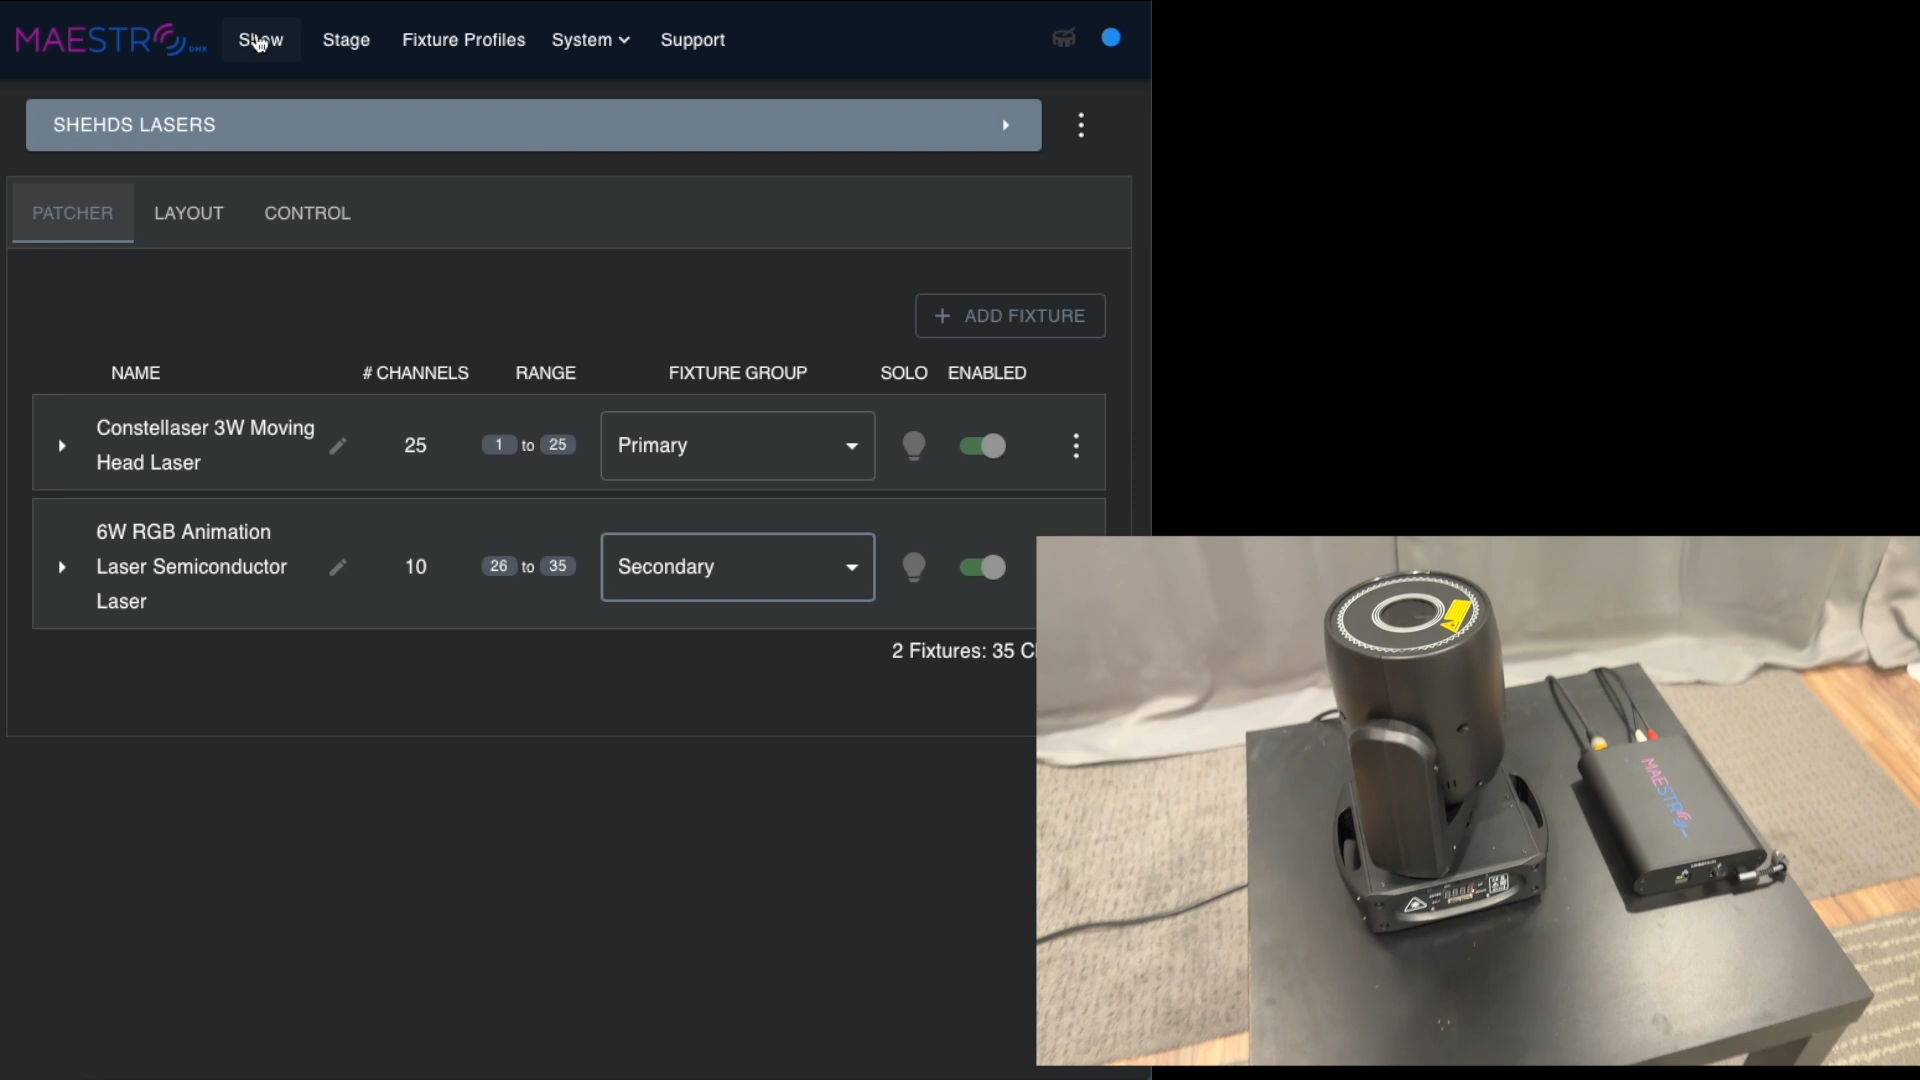 MAESTRO DMX
Show
Stage
Fixture Profiles
System
Support
SHEHDS LASERS
PATCHER
LAYOUT
CONTROL
+ ADD FIXTURE
NAME
# CHANNELS
RANGE
FIXTURE GROUP
SOLO
ENABLED
Constellaser 3W Moving
Head Laser
25
1 to 25
Primary
6W RGB Animation
Laser Semiconductor
Laser
10
26 to 35
Secondary
2 Fixtures: 35 C
MAESTRO